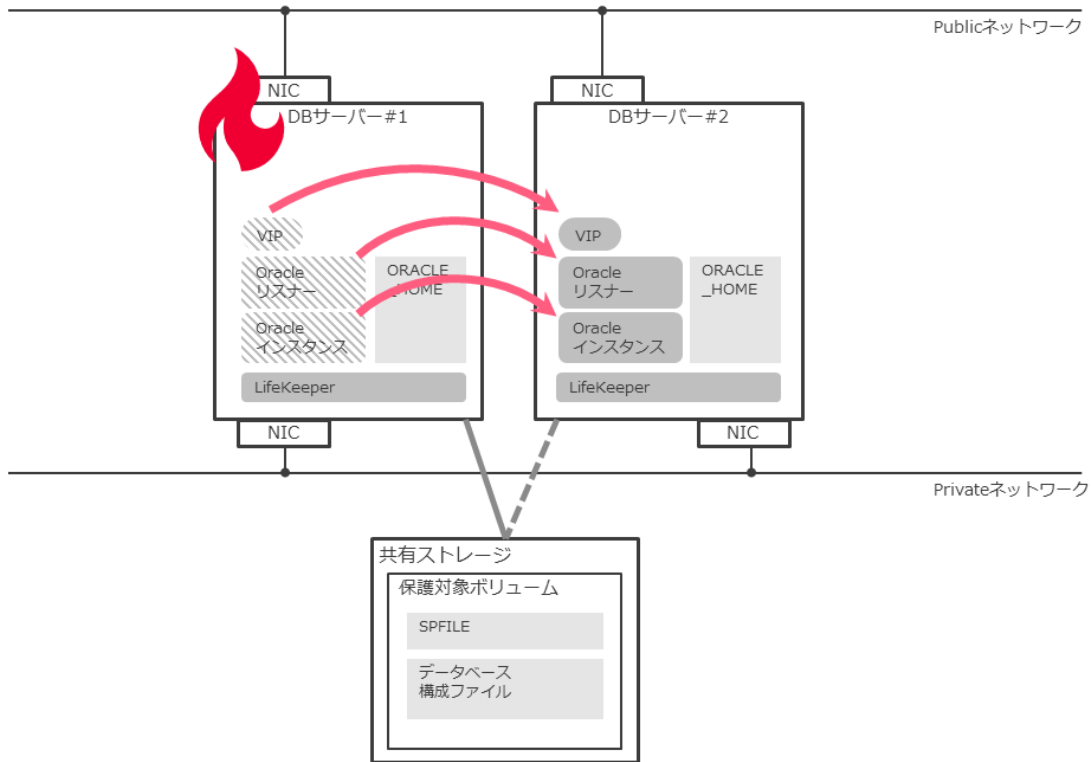 Publicネットワーク
NIC
NIC
DBサーバー#1
DBサーバー#2
VIP
Oracle
リスナー
ORACLE
_HOME
Oracle
インスタンス
LifeKeeper
VIP
Oracle
リスナー
ORACLE
_HOME
Oracle
インスタンス
LifeKeeper
NIC
NIC
Privateネットワーク
共有ストレージ
保護対象ボリューム
SPFILE
データベース
構成ファイル